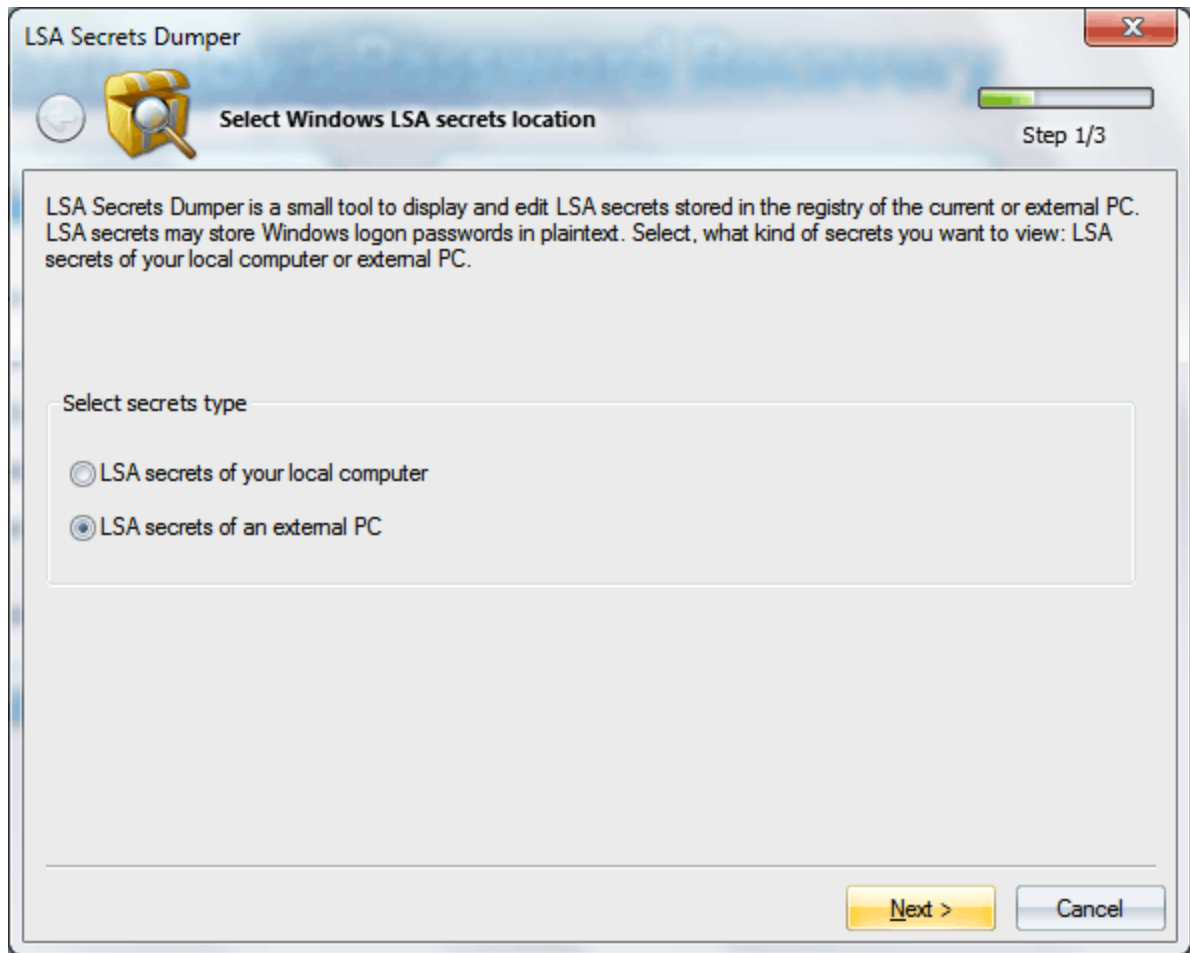 LSA Secrets Dumper
Windows Password Recovery
Select Windows LSA secrets location
Step 1/3
LSA Secrets Dumper is a small tool to display and edit LSA secrets stored in the registry of the current or external PC.
LSA secrets may store Windows logon passwords in plaintext. Select, what kind of secrets you want to view: LSA
secrets of your local computer or external PC.
Select secrets type
LSA secrets of your local computer
LSA secrets of an external PC
Next >
Cancel